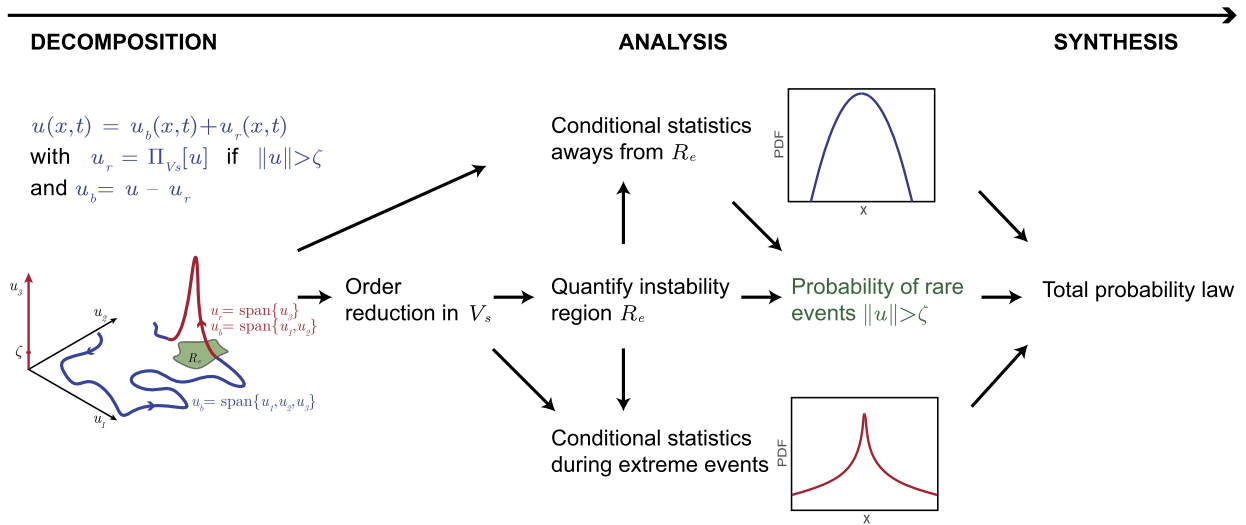 DECOMPOSITION
ANALYSIS
SYNTHESIS
u(x,t) = u_b(x,t)+u_r(x,t)
with u_r = Π_{Vs}[u] if ‖u‖>ζ
and u_b= u – u_r
u_3
ζ
u_2
u_1
u_r= span{u_3}
u_b= span{u_1,u_2}
R_e
u_b= span{u_1,u_2,u_3}
Order
reduction in V_s
Conditional statistics
aways from R_e
Quantify instability
region R_e
Conditional statistics
during extreme events
PDF
x
Probability of rare
events ‖u‖>ζ
PDF
x
Total probability law